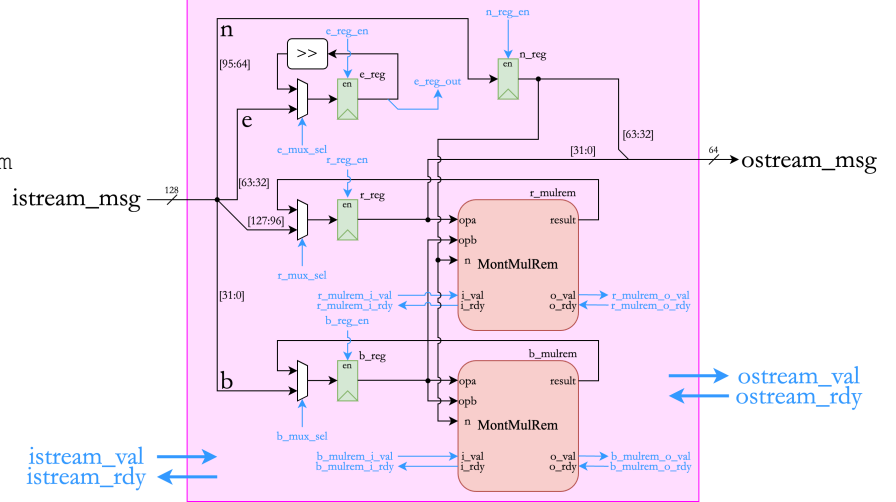 n_reg_en
n
e_reg_en
n_reg
en
>>
[95:64]
e_reg
en
e_reg_out
e
[63:32]
e_mux_sel
m
r_reg_en
[31:0]
64
ostream_msg
128
istream_msg
[63:32]
r_reg
r_mulrem
en
[127:96]
opa
result
opb
n
MontMulRem
r_mux_sel
[31:0]
r_mulrem_i_val
i_val
o_val
r_mulrem_o_val
r_mulrem_i_rdy
i_rdy
o_rdy
r_mulrem_o_rdy
b_reg_en
b_reg
b_mulrem
en
b
opa
result
ostream_val
opb
ostream_rdy
n
MontMulRem
b_mux_sel
istream_val
b_mulrem_i_val
i_val
o_val
b_mulrem_o_val
istream_rdy
b_mulrem_i_rdy
i_rdy
o_rdy
b_mulrem_o_rdy